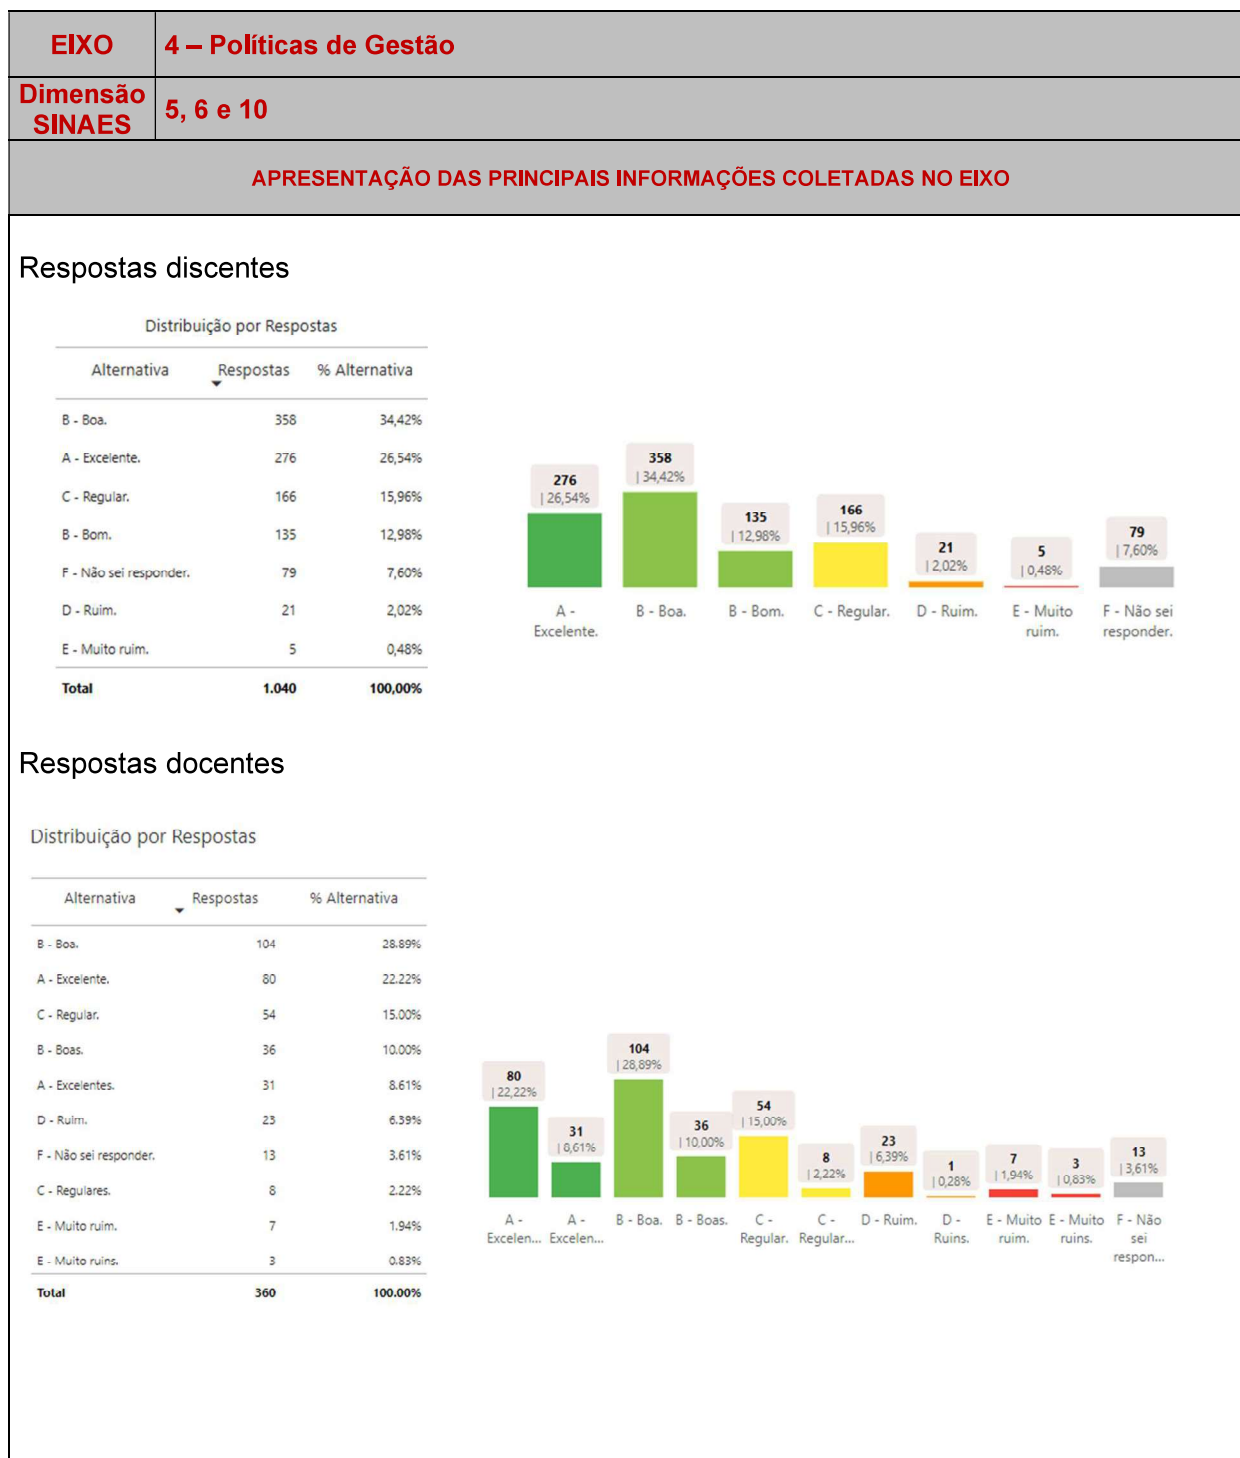 EIXO 4 – Políticas de Gestão
Dimensão SINAES 5, 6 e 10
APRESENTAÇÃO DAS PRINCIPAIS INFORMAÇÕES COLETADAS NO EIXO
Respostas discentes
Distribuição por Respostas
Alternativa Respostas % Alternativa
B - Boa. 358 34,42%
A - Excelente. 276 26,54%
C - Regular. 166 15,96%
B - Bom. 135 12,98%
F - Não sei responder. 79 7,60%
D - Ruim. 21 2,02%
E - Muito ruim. 5 0,48%
Total 1.040 100,00%
276 358 135 166 21 5 79
| 26,54% | 34,42% | 12,98% | 15,96% | 2,02% | 0,48% | 7,60%
A - B - Boa. B - Bom. C - Regular. D - Ruim. E - Muito F - Não sei
Excelente. ruim. responder.
Respostas docentes
Distribuição por Respostas
Alternativa Respostas % Alternativa
B - Boa. 104 28.89%
A - Excelente. 80 22.22%
C - Regular. 54 15.00%
B - Boas. 36 10.00%
A - Excelentes. 31 8.61%
D - Ruim. 23 6.39%
F - Não sei responder. 13 3.61%
C - Regulares. 8 2.22%
E - Muito ruim. 7 1.94%
E - Muito ruins. 3 0.83%
Total 360 100.00%
80 31 104 36 54 8 23 1 7 3 13
| 22,22% | 8,61% | 28,89% | 10,00% | 15,00% | 2,22% | 6,39% | 0,28% | 1,94% | 0,83% | 3,61%
A - A - B - Boa. B - Boas. C - C - D - Ruim. D - E - Muito E - Muito F - Não
Excelen... Excelen... Regular. Regular... Ruins. ruim. ruins. sei
respon...